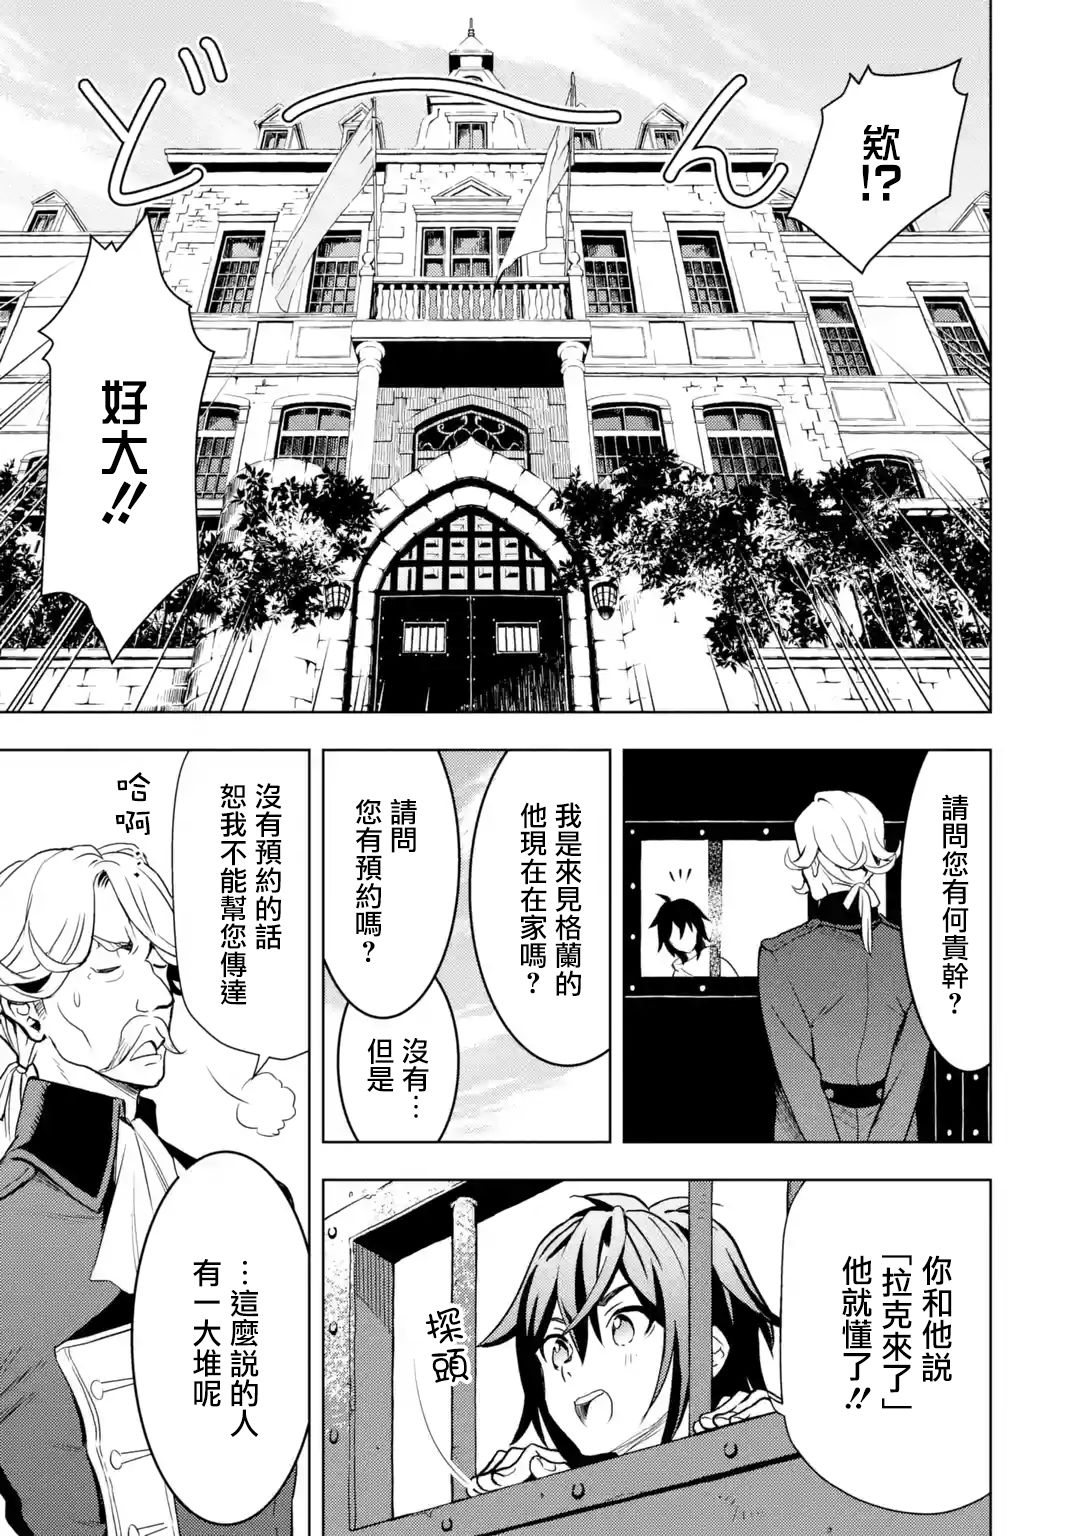 欸!?
どーん
好大!!
請問您有何貴幹?
我是來見格蘭的
他現在在家嗎?
請問
您有預約嗎?
沒有…
但是
沒有預約的話
恕我不能幫您傳達
哈啊
你和他說
「拉克來了」
他就懂了!!
探頭
…這麼說的人
有一大堆呢